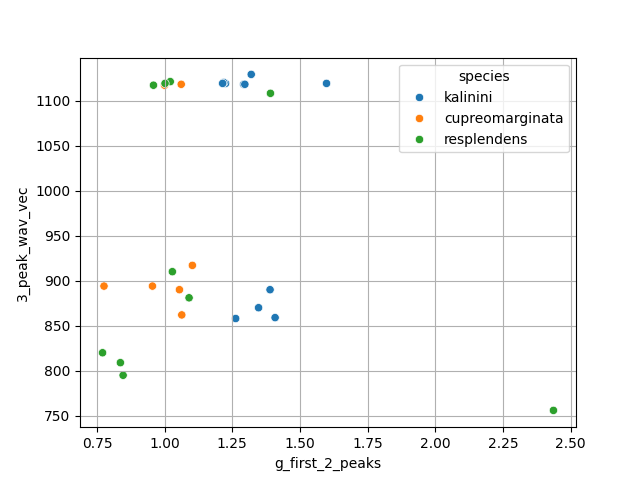 species
kalinini
cupreomarginata
resplendens
3_peak_wav_vec
1100
1050
1000
950
900
850
800
750
0.75 1.00 1.25 1.50 1.75 2.00 2.25 2.50
g_first_2_peaks